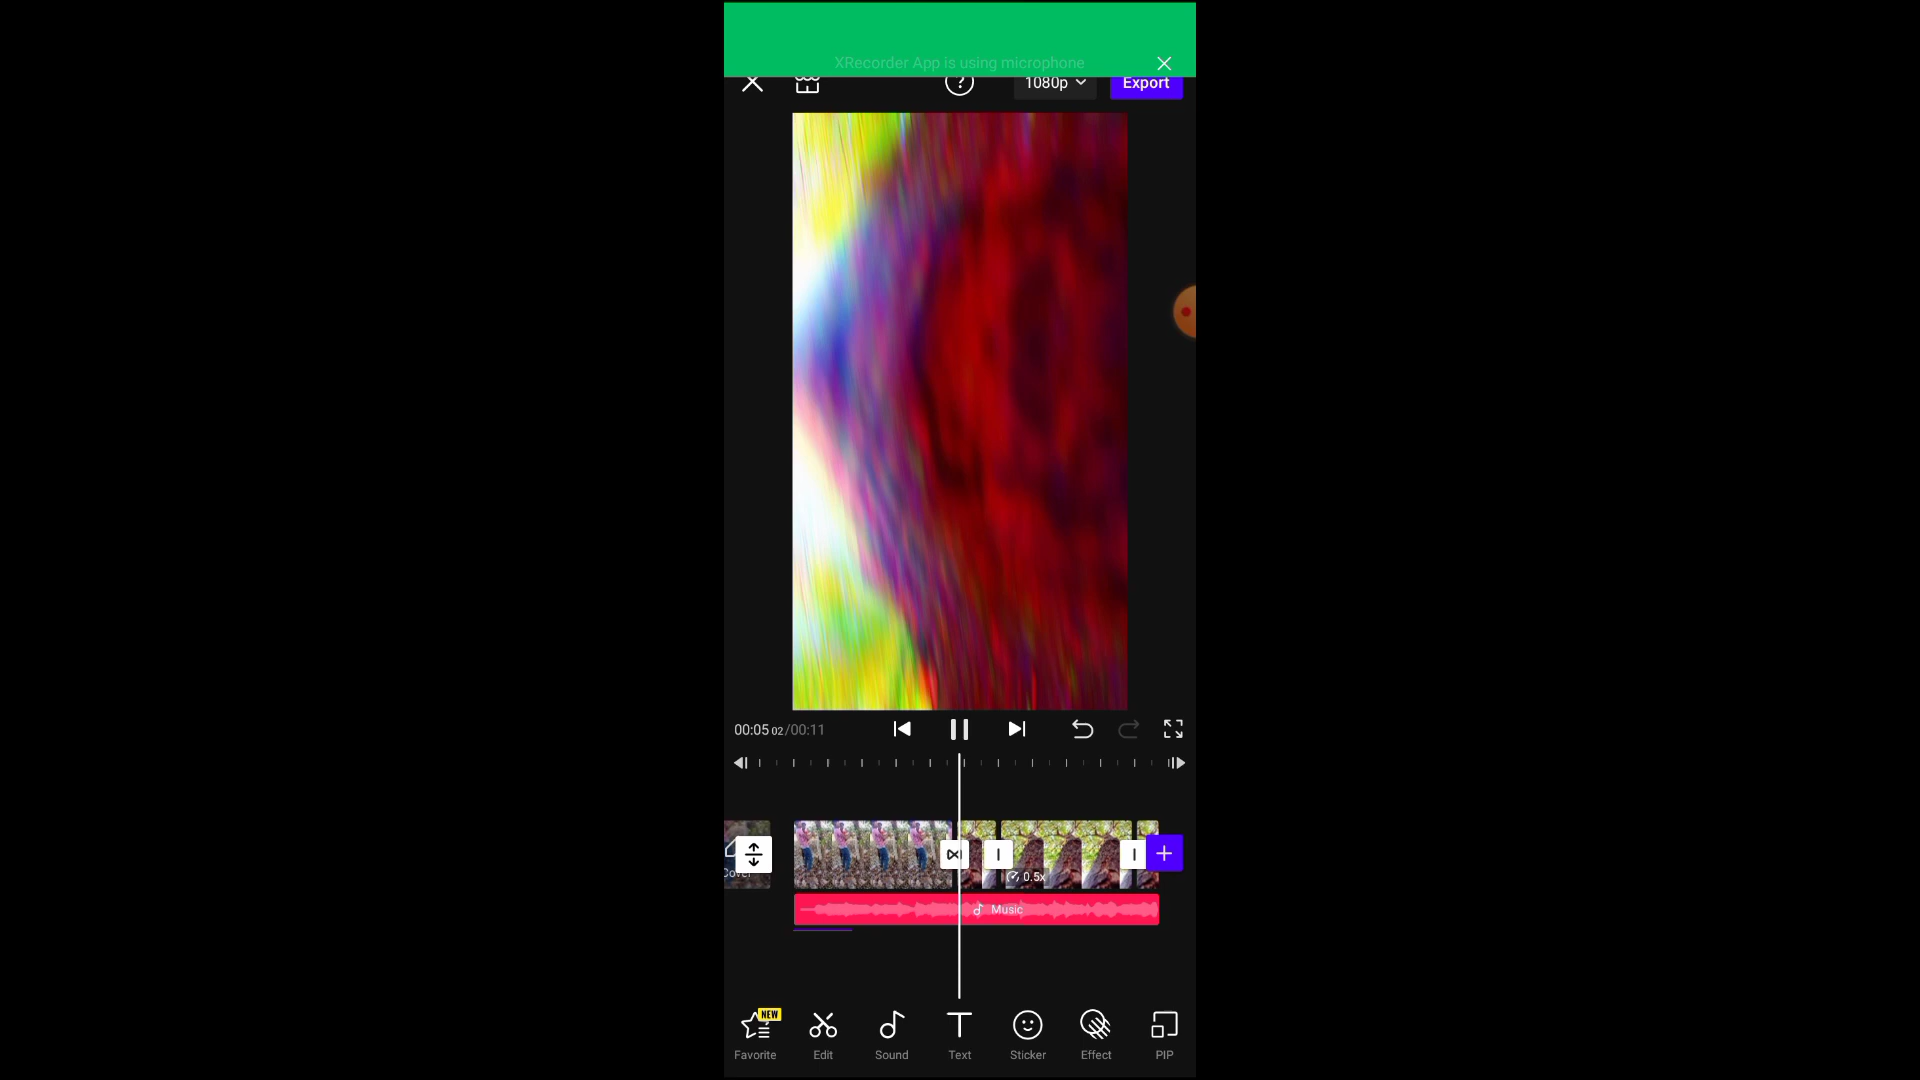 XRecorder App is using microphone
1080p
Export
00:05 02/00:11
Cover
0.5x
Music
NEW
Favorite
Edit
Sound
Text
Sticker
Effect
PIP